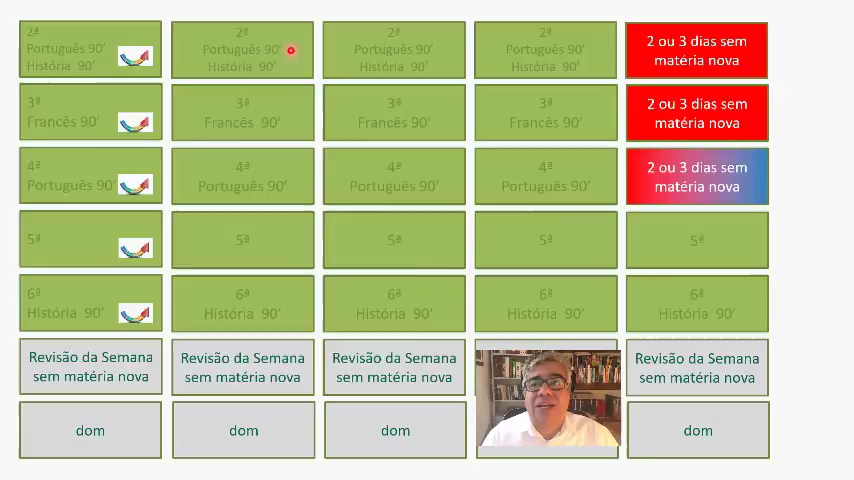 2ª
Português 90'
História 90'
2ª
Português 90'
História 90'
2ª
Português 90'
História 90'
2ª
Português 90'
História 90'
2 ou 3 dias sem
matéria nova
3ª
Francês 90'
3ª
Francês 90'
3ª
Francês 90'
3ª
Francês 90'
2 ou 3 dias sem
matéria nova
4ª
Português 90'
4ª
Português 90'
4ª
Português 90'
4ª
Português 90'
2 ou 3 dias sem
matéria nova
5ª
5ª
5ª
5ª
5ª
6ª
História 90'
6ª
História 90'
6ª
História 90'
6ª
História 90'
6ª
História 90'
Revisão da Semana
sem matéria nova
Revisão da Semana
sem matéria nova
Revisão da Semana
sem matéria nova
Revisão da Semana
sem matéria nova
dom
dom
dom
dom